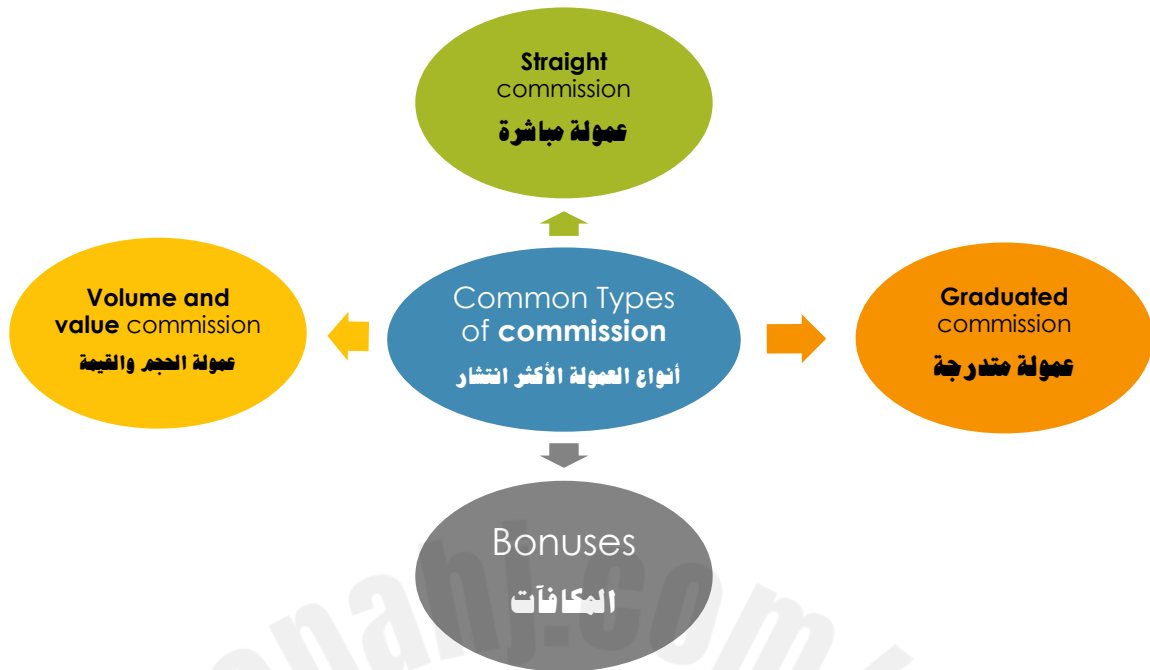 Straight
commission
عمولة مباشرة
Volume and
value commission
عمولة الحجم والقيمة
Common Types
of commission
أنواع العمولة الأكثر انتشار
Graduated
commission
عمولة متدرجة
Bonuses
المكافآت